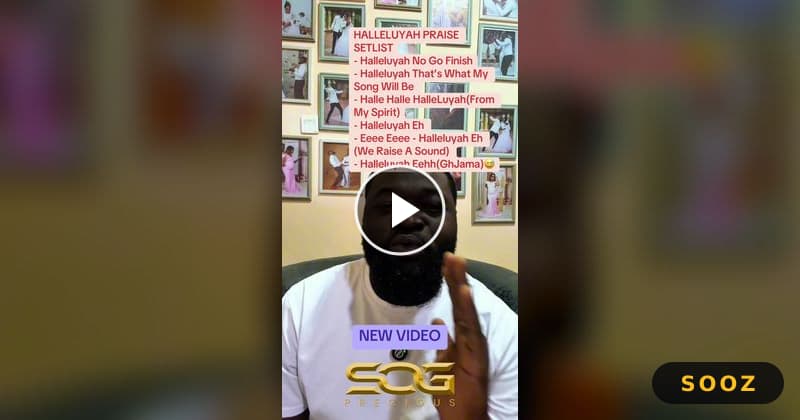 HALLELUYAH PRAISE
SETLIST
- Halleluyah No Go Finish
- Halleluyah That's What My
Song Will Be
- Halle Halle HalleLuyah(From
My Spirit)
- Halleluyah Eh
- Eeee Eeee - Halleluyah Eh
(We Raise A Sound)
- Halleluyah Eehh(GhJama)😋
NEW VIDEO
SOG
PRECIOUS
SOOZ